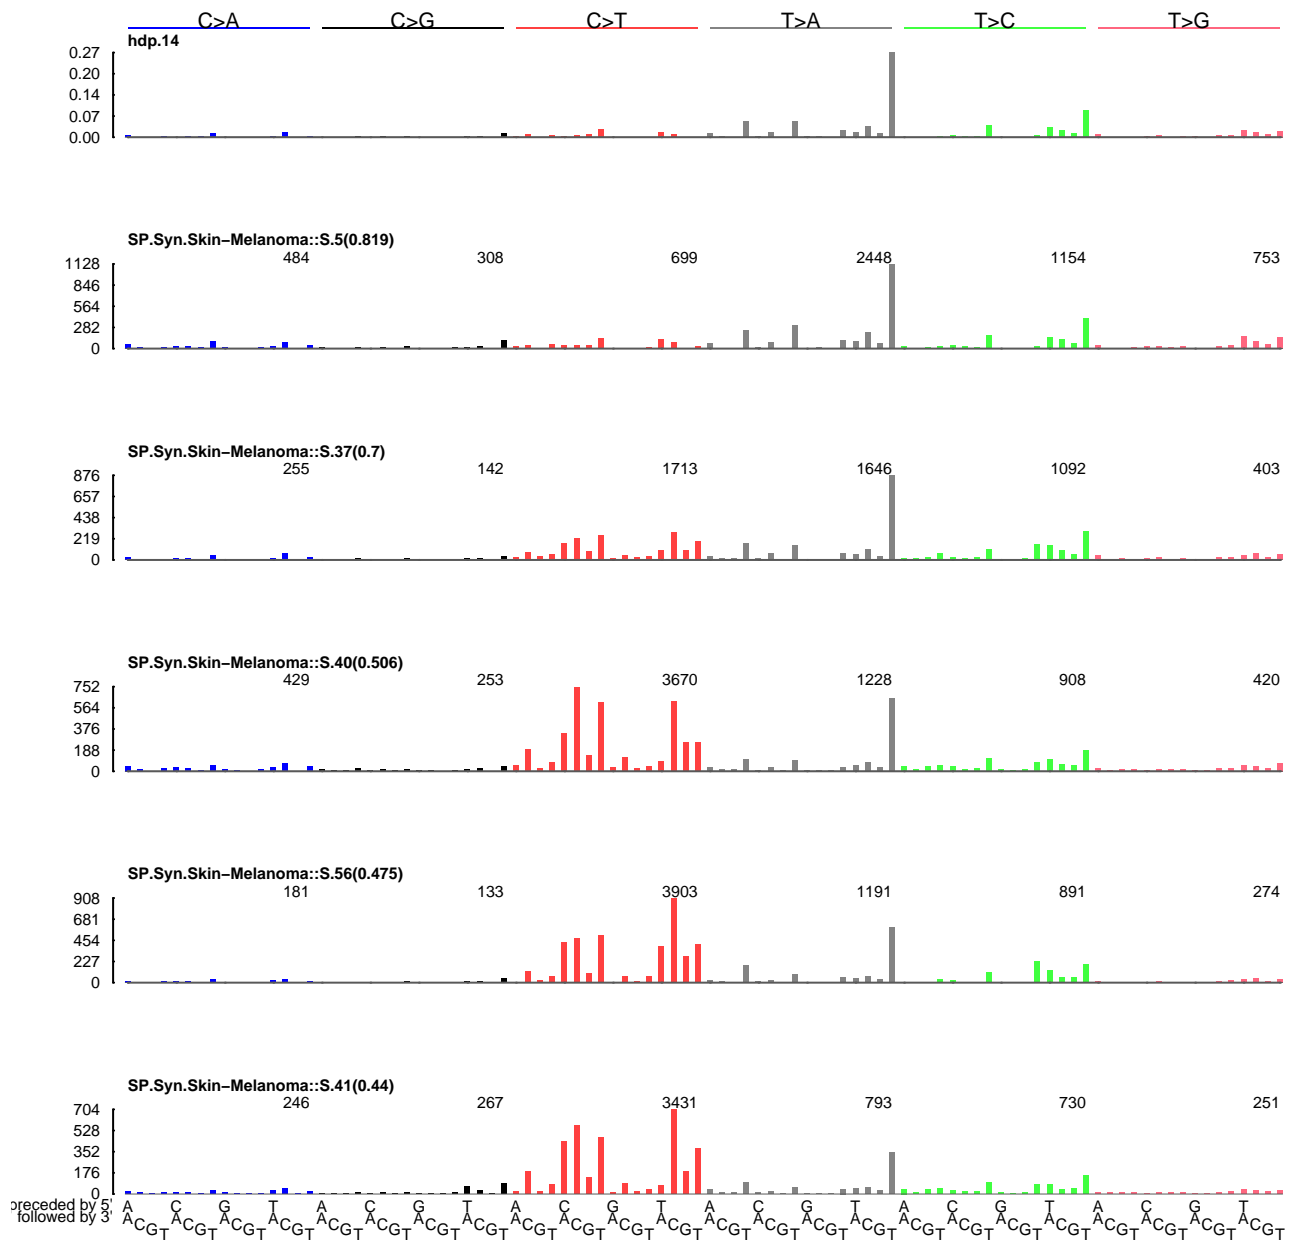 C>A C>G C>T T>A T>C T>G
hdp.14
0.27
0.20
0.14
0.07
0.00
SP.Syn.Skin−Melanoma::S.5(0.819)
484 308 699 2448 1154 753
1128
846
564
282
0
SP.Syn.Skin−Melanoma::S.37(0.7)
255 142 1713 1646 1092 403
876
657
438
219
0
SP.Syn.Skin−Melanoma::S.40(0.506)
429 253 3670 1228 908 420
752
564
376
188
0
SP.Syn.Skin−Melanoma::S.56(0.475)
181 133 3903 1191 891 274
908
681
454
227
0
SP.Syn.Skin−Melanoma::S.41(0.44)
246 267 3431 793 730 251
704
528
352
176
0
preceded by 5' A C G T A C G T A C G T A C G T A C G T A C G T
followed by 3' A C G T A C G T A C G T A C G T A C G T A C G T A C G T A C G T A C G T A C G T A C G T A C G T A C G T A C G T A C G T A C G T A C G T A C G T A C G T A C G T A C G T A C G T A C G T A C G T